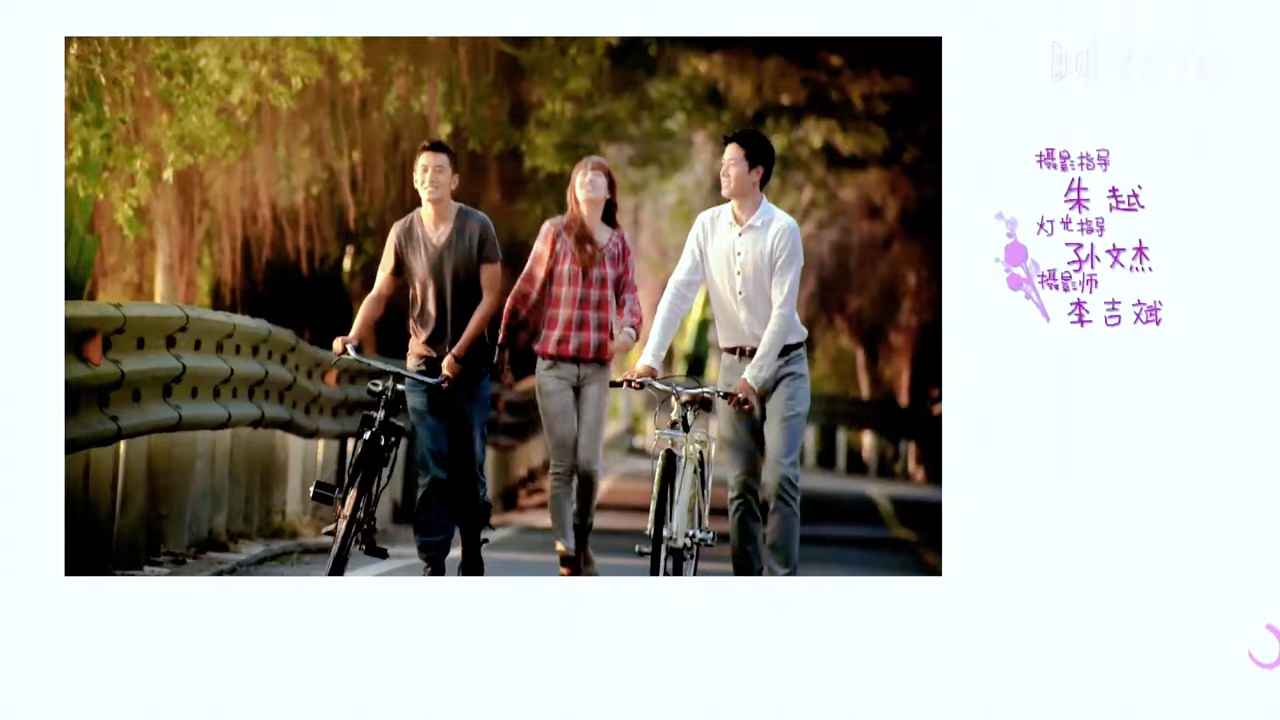 摄影指导
朱越
灯光指导
孙文杰
摄影师
李吉斌